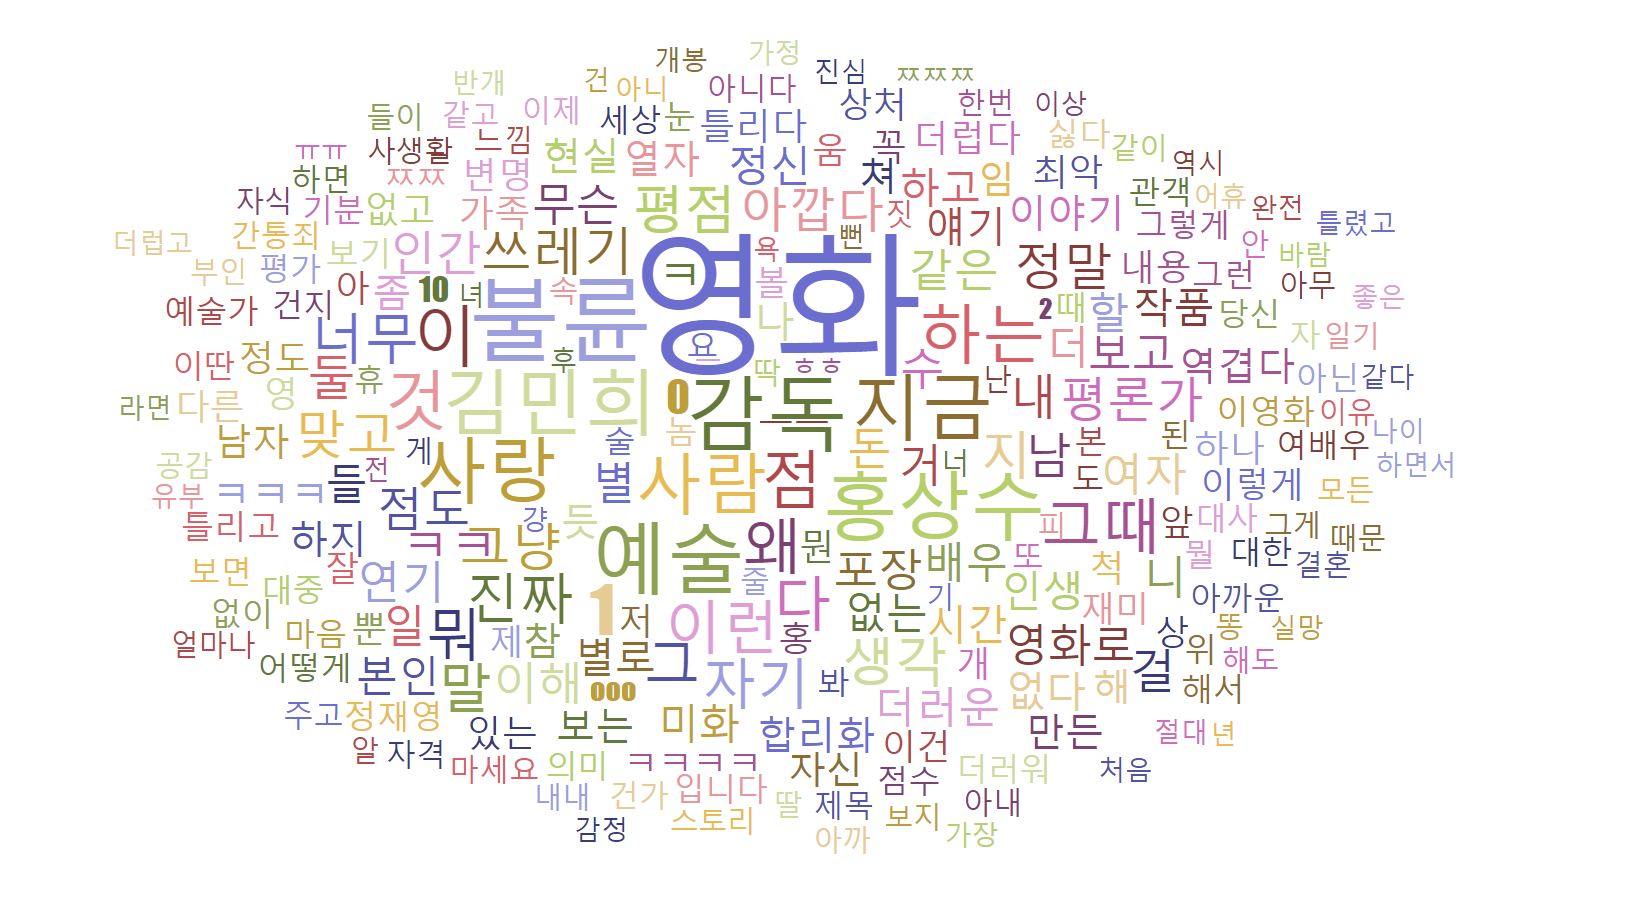 개봉 가정
반개 건 아니 아니다 진심 ㅉㅉㅉ
들이 같고 이제 세상 눈 틀리다 상처 한번 이상
ㅠㅠ 사생활 느낌 현실 열자 정신 움 꼭 더럽다 싫다 같이
하면 ㅉㅉ 변명 무슨 평점 아깝다 쳐 하고 임 최악 관객 역시 어휴
자식 기분 없고 가족 짓 얘기 이야기 그렇게 완전 틀렸고
더럽고 간통죄 보기 인간 쓰레기 영화 ㅋ 욕 뻔 같은 정말 내용 그런 안 바람
부인 평가 아 좀 10 녀 불륜 속 볼 나 2 때 할 작품 당신 아무 좋은
예술가 건지 너무 이 요 하는 더 보고 역겹다 자 일기
이딴 정도 둘 휴 후 딱 ㅎㅎ 수 난 내 평론가 아닌 같다
라면 다른 영 것 김민희 0 감독 지금 이영화 이유
남자 맞고 게 사랑 술 놈 돈 거 너 지 남 본 된 하나 여배우 나이
공감 전 별 사람 점 홍상수 도 여자 이렇게 모든 하면서
유부 ㅋㅋㅋ 들 점도 걍 듯 왜 뭔 피 그때 앞 대사 그게 때문
틀리고 하지 ㅋㅋ 그냥 예술 포장 배우 또 척 뭘 대한 결혼
보면 대중 잘 연기 진짜 1 줄 다 없는 기 인생 니 재미 아까운
없이 마음 뿐 일 뭐 제 참 저 이런 홍 시간 영화로 상 똥 실망
얼마나 어떻게 본인 말 이해 별로 그 생각 개 걸 위 해도
000 자기 봐 더러운 없다 해 해서
주고 정재영 있는 보는 미화 합리화 이건 만든 절대 년
알 자격 마세요 의미 ㅋㅋㅋㅋ 자신 점수 더러워 처음
내내 건가 입니다 딸 제목 보지 아내
감정 스토리 아까 가장